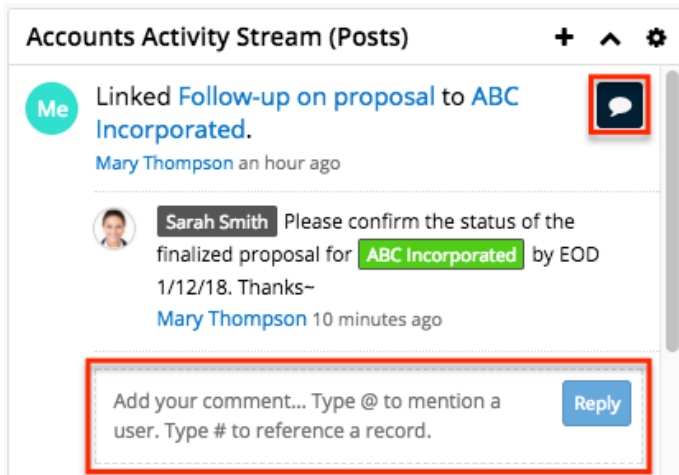 Accounts Activity Stream (Posts)
Me
Linked Follow-up on proposal to ABC
Incorporated.
Mary Thompson an hour ago
Sarah Smith Please confirm the status of the
finalized proposal for ABC Incorporated by EOD
1/12/18. Thanks~
Mary Thompson 10 minutes ago
Add your comment... Type @ to mention a
user. Type # to reference a record.
Reply